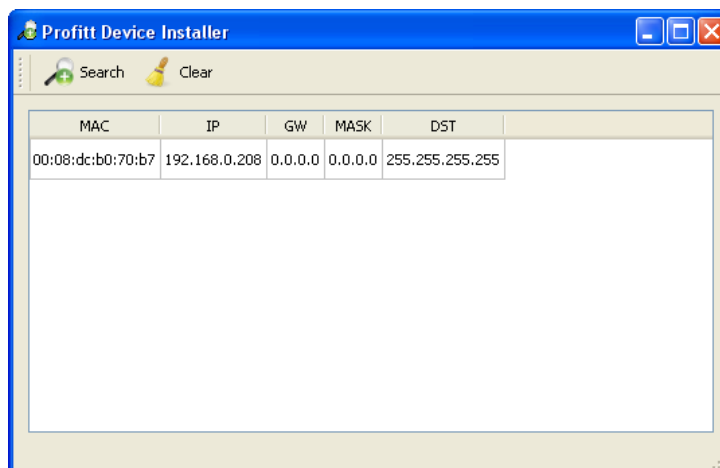 Profitt Device Installer
Search Clear
MAC IP GW MASK DST
00:08:dc:b0:70:b7 192.168.0.208 0.0.0.0 0.0.0.0 255.255.255.255